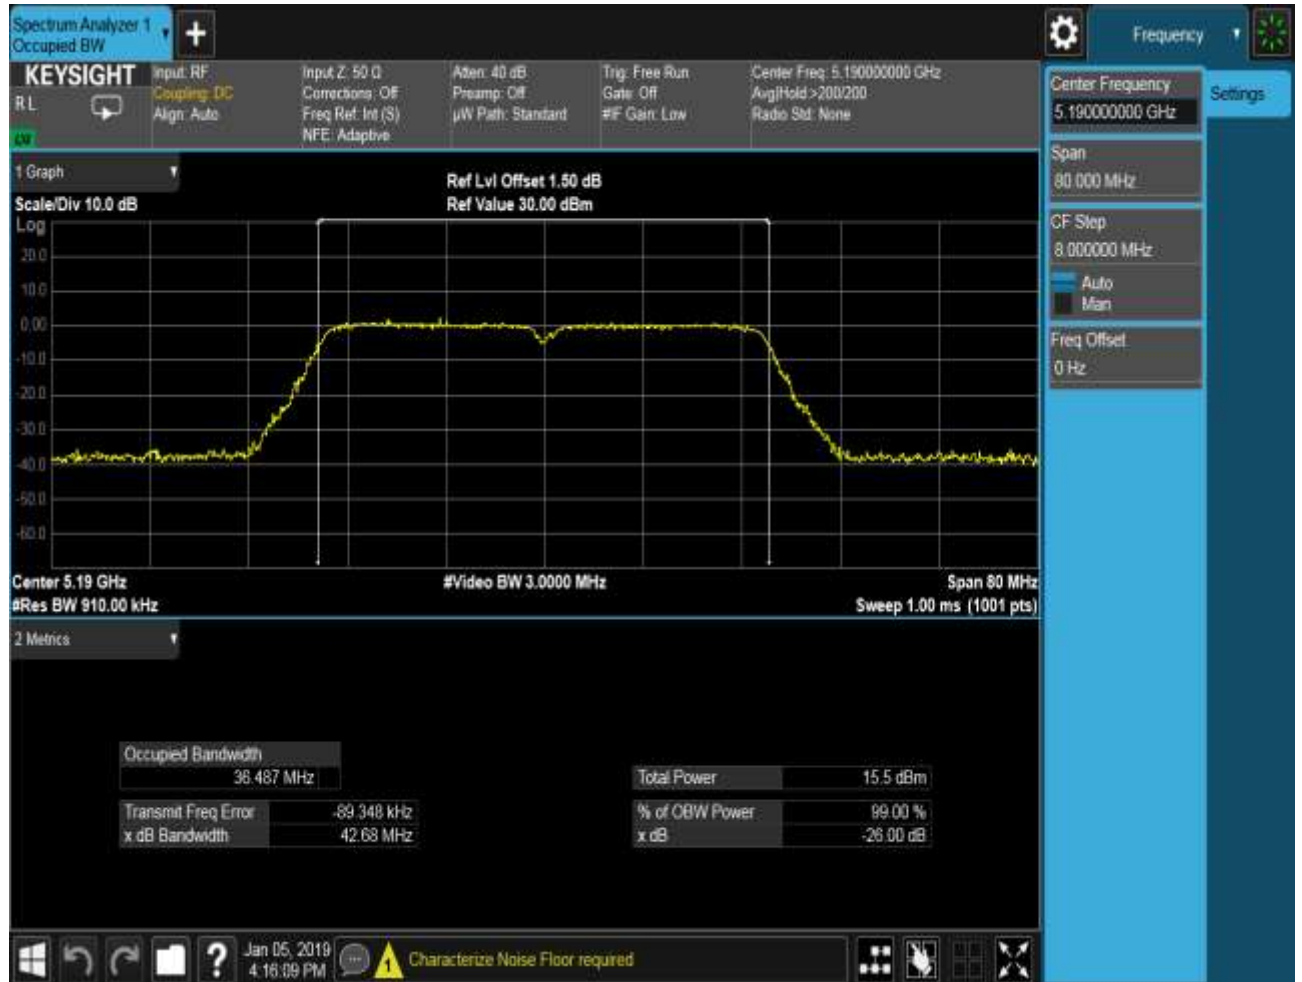 Spectrum Analyzer 1
Occupied BW
Frequency
KEYSIGHT
R L
Input: RF
Coupling: DC
Align: Auto
Input Z: 50 Ω
Corrections: Off
Freq Ref: Int (S)
NFE: Adaptive
Atten: 40 dB
Preamp: Off
µW Path: Standard
Trig: Free Run
Gate: Off
#IF Gain: Low
Center Freq: 5.190000000 GHz
Avg|Hold:>200/200
Radio Std: None
Center Frequency
5.190000000 GHz
Settings
Span
80.000 MHz
CF Step
8.000000 MHz
Auto
Man
Freq Offset
0 Hz
1 Graph
Scale/Div 10.0 dB
Ref Lvl Offset 1.50 dB
Ref Value 30.00 dBm
Log
20.0
10.0
0.00
-10.0
-20.0
-30.0
-40.0
-50.0
-60.0
Center 5.19 GHz
#Video BW 3.0000 MHz
Span 80 MHz
#Res BW 910.00 kHz
Sweep 1.00 ms (1001 pts)
2 Metrics
Occupied Bandwidth
36.487 MHz
Total Power 15.5 dBm
Transmit Freq Error -89.348 kHz
% of OBW Power 99.00 %
x dB Bandwidth 42.68 MHz
x dB -26.00 dB
?
Jan 05, 2019
4:16:09 PM
1
Characterize Noise Floor required